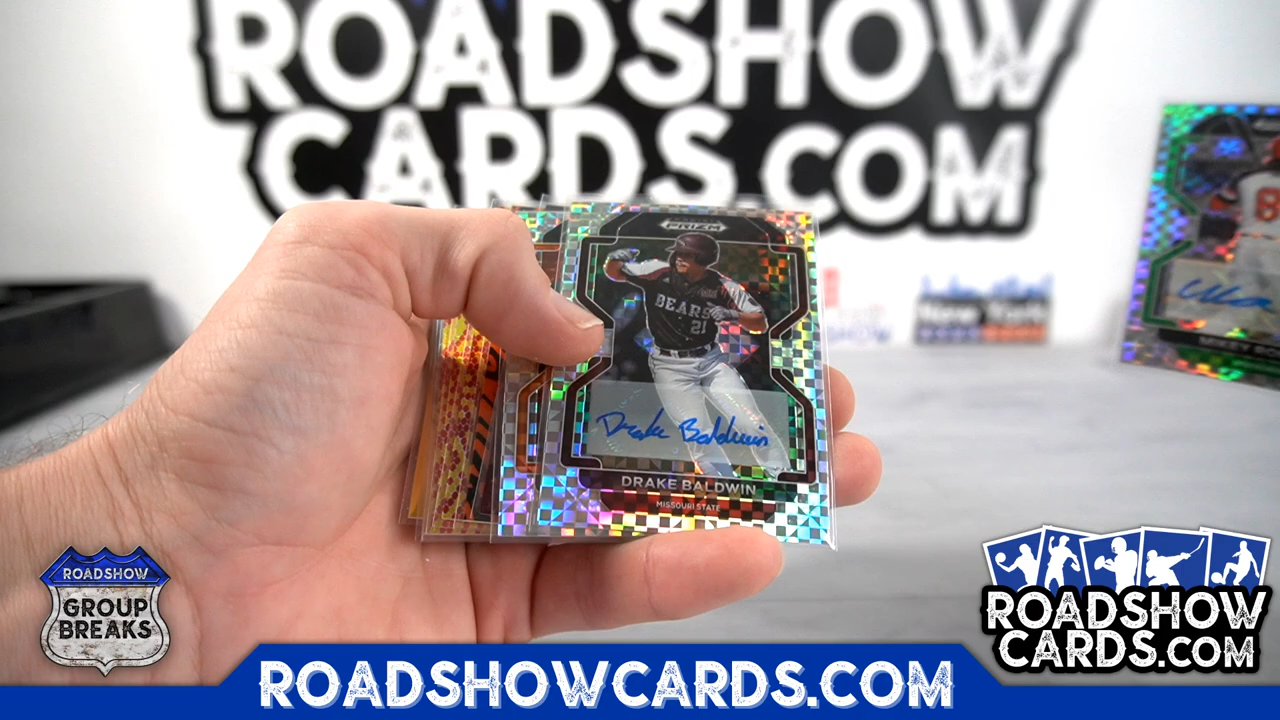 ROADSHOW
CARDS.COM
PRIZM
BEARS
21
Drake Baldwin
DRAKE BALDWIN
MISSOURI STATE
8
ROADSHOW
GROUP
BREAKS
ROADSHOW
CARDS.COM
ROADSHOWCARDS.COM